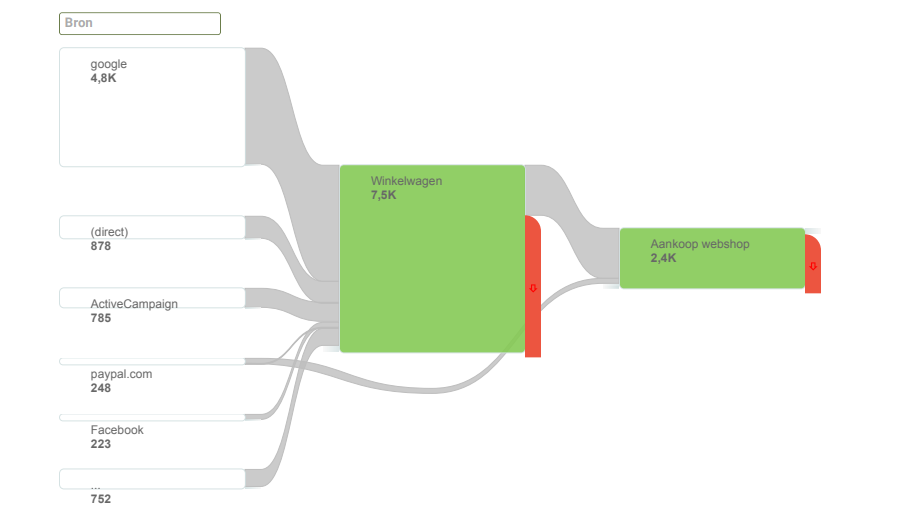 Bron
google
4,8K
(direct)
878
ActiveCampaign
785
paypal.com
248
Facebook
223
...
752
Winkelwagen
7,5K
Aankoop webshop
2,4K